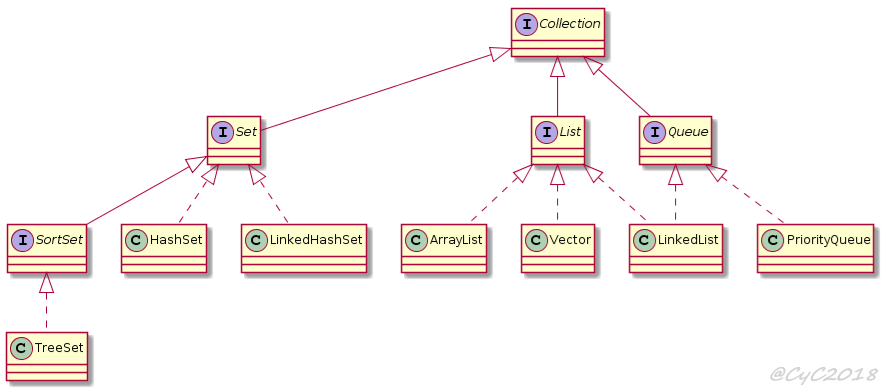 I Collection
I Set
I List
I Queue
I SortSet
C HashSet
C LinkedHashSet
C ArrayList
C Vector
C LinkedList
C PriorityQueue
C TreeSet
@CyC2018